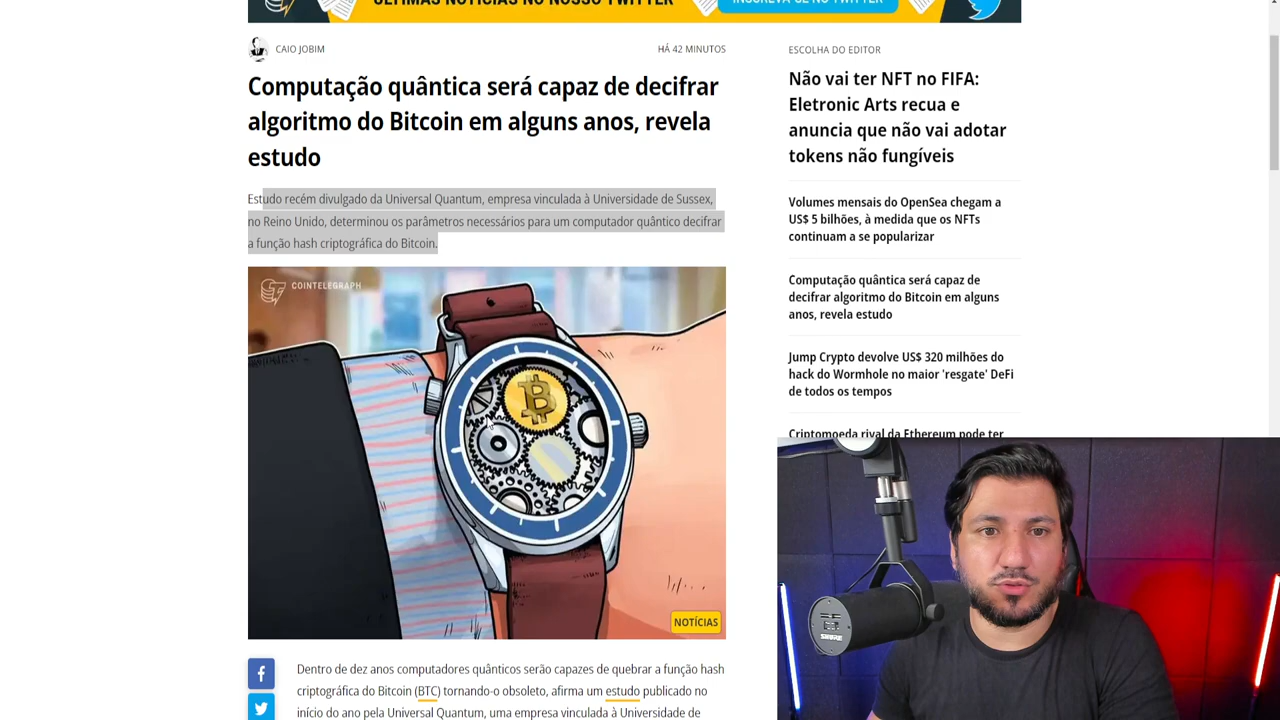 ÚLTIMAS NOTÍCIAS NO NOSSO TWITTER
INSCREVA-SE NO TWITTER
CAIO JOBIM
HÁ 42 MINUTOS
Computação quântica será capaz de decifrar
algoritmo do Bitcoin em alguns anos, revela
estudo
Estudo recém divulgado da Universal Quantum, empresa vinculada à Universidade de Sussex,
no Reino Unido, determinou os parâmetros necessários para um computador quântico decifrar
a função hash criptográfica do Bitcoin.
COINTELEGRAPH
NOTÍCIAS
Dentro de dez anos computadores quânticos serão capazes de quebrar a função hash
criptográfica do Bitcoin (BTC) tornando-o obsoleto, afirma um estudo publicado no
início do ano pela Universal Quantum, uma empresa vinculada à Universidade de
ESCOLHA DO EDITOR
Não vai ter NFT no FIFA:
Eletronic Arts recua e
anuncia que não vai adotar
tokens não fungíveis
Volumes mensais do OpenSea chegam a
US$ 5 bilhões, à medida que os NFTs
continuam a se popularizar
Computação quântica será capaz de
decifrar algoritmo do Bitcoin em alguns
anos, revela estudo
Jump Crypto devolve US$ 320 milhões do
hack do Wormhole no maior 'resgate' DeFi
de todos os tempos
Criptomoeda rival da Ethereum pode ter
SHURE